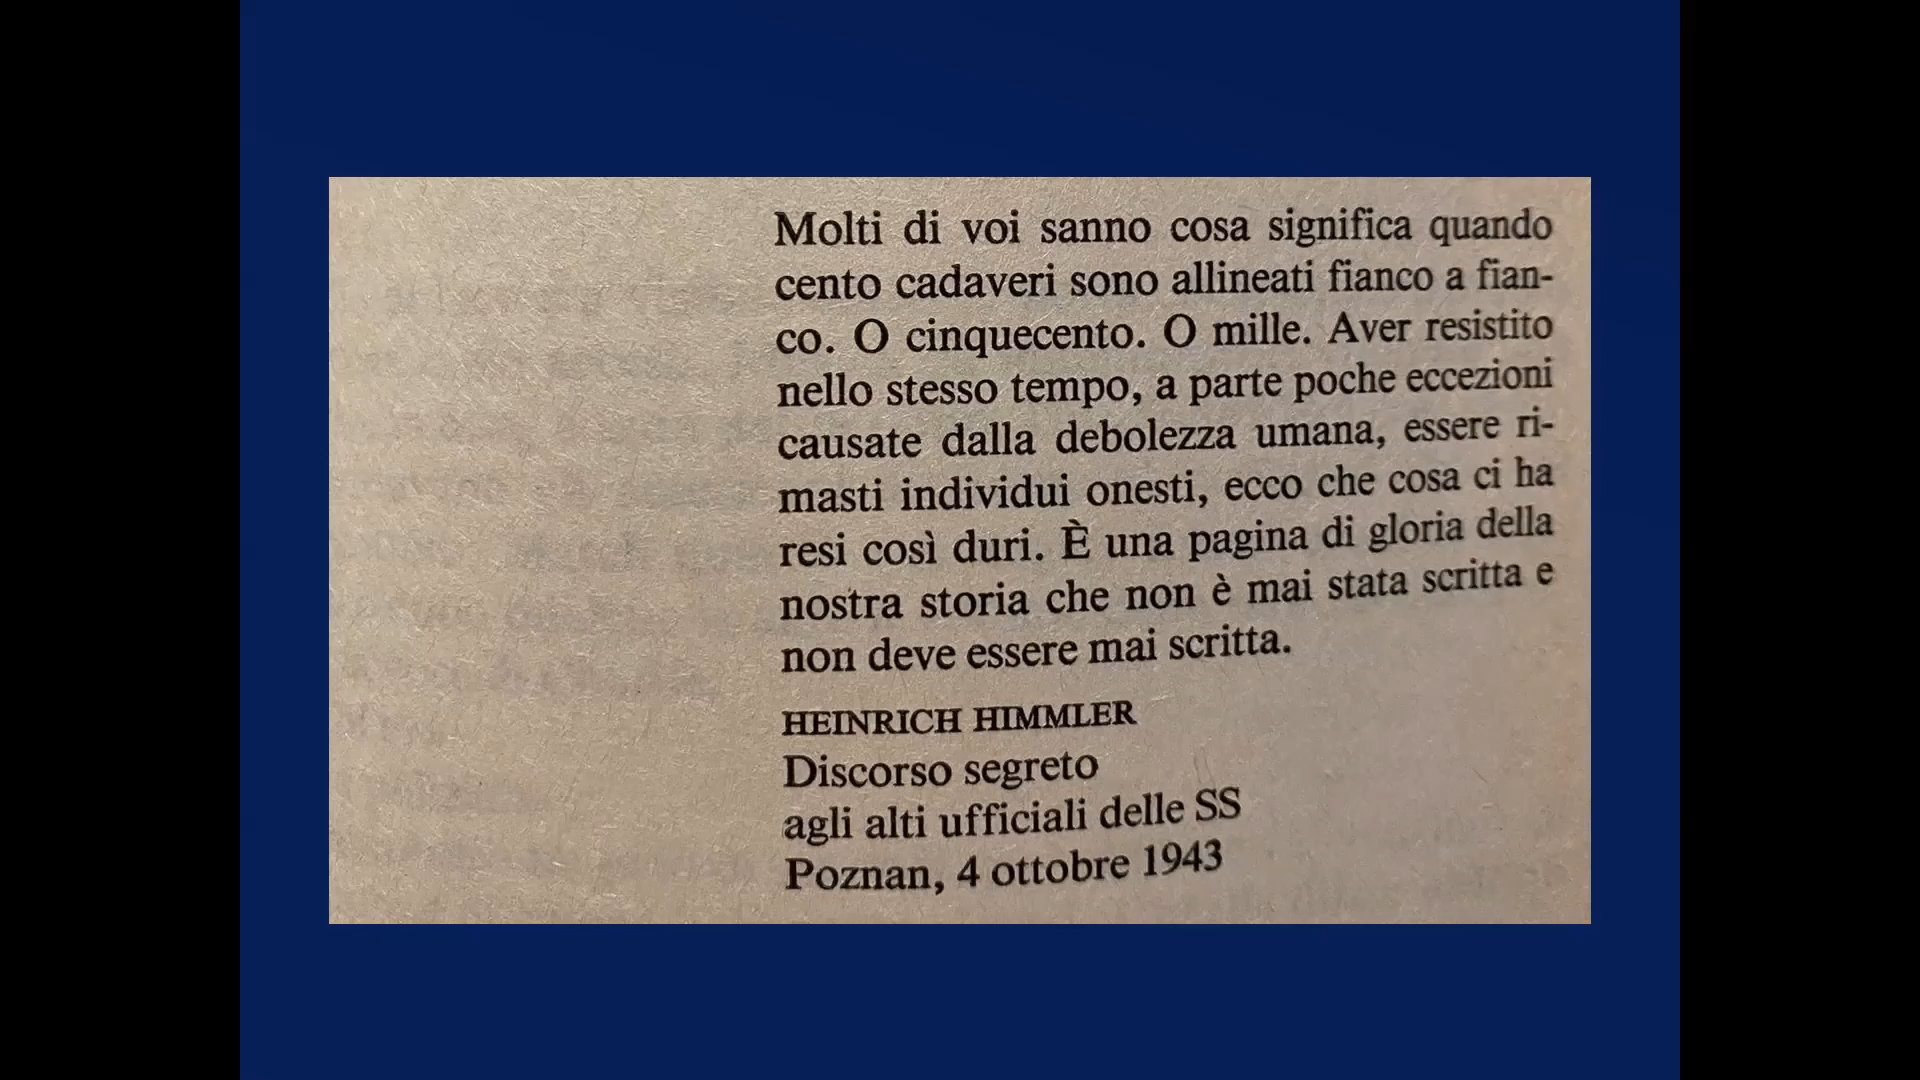 Molti di voi sanno cosa significa quando
cento cadaveri sono allineati fianco a fian-
co. O cinquecento. O mille. Aver resistito
nello stesso tempo, a parte poche eccezioni
causate dalla debolezza umana, essere ri-
masti individui onesti, ecco che cosa ci ha
resi così duri. È una pagina di gloria della
nostra storia che non è mai stata scritta e
non deve essere mai scritta.
HEINRICH HIMMLER
Discorso segreto
agli alti ufficiali delle SS
Poznan, 4 ottobre 1943